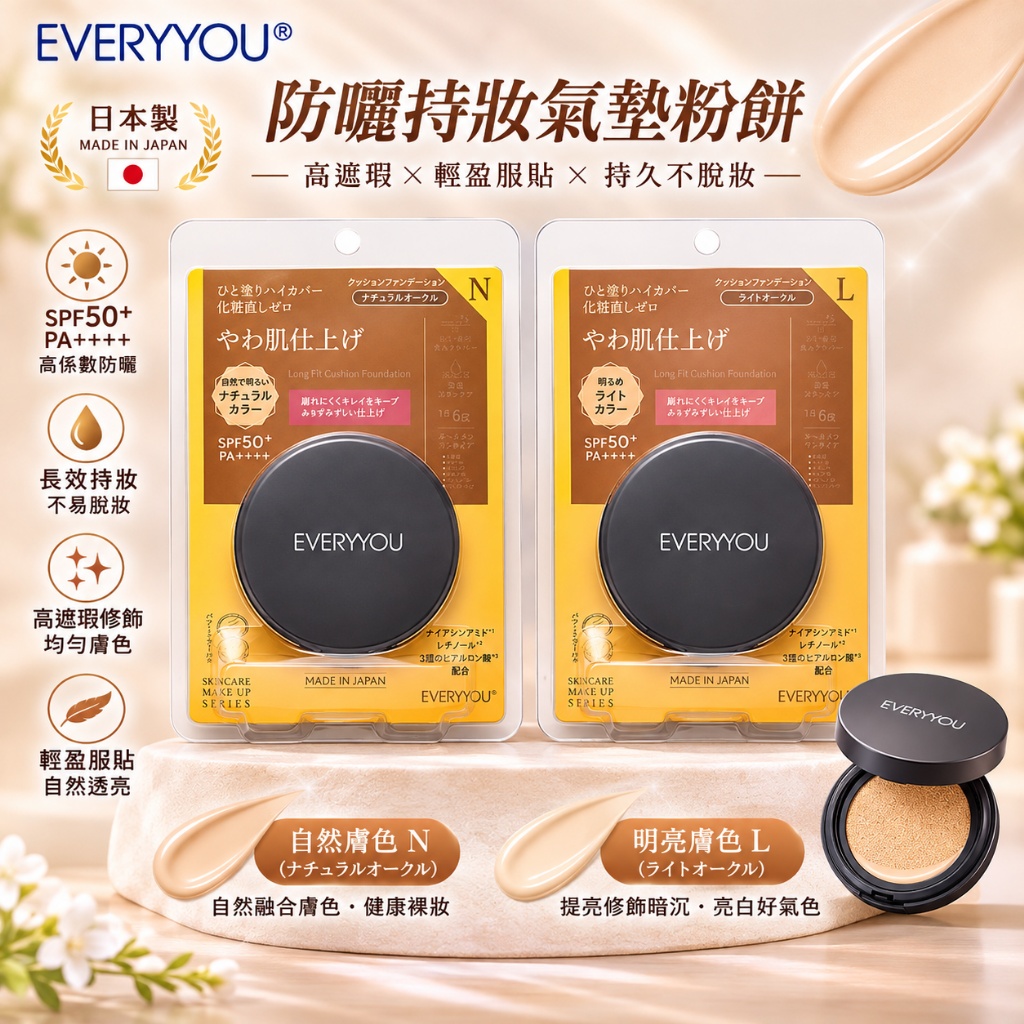 EVERYYOU®
日本製
MADE IN JAPAN
防曬持妝氣墊粉餅
高遮瑕 × 輕盈服貼 × 持久不脫妝
SPF50+
PA++++
高係數防曬
長效持妝
不易脫妝
高遮瑕修飾
均勻膚色
輕盈服貼
自然透亮
ひと塗りハイカバー
化粧直しゼロ
クッションファンデーション
ナチュラルオークル
N
やわ肌仕上げ
Long Fit Cushion Foundation
自然で明るい
ナチュラル
カラー
崩れにくくキレイをキープ
みずみずしい仕上げ
SPF50+
PA++++
EVERYYOU
ナイアシンアミド*1
レチノール*2
3種のヒアルロン酸*3
配合
SKINCARE
MAKE UP
SERIES
MADE IN JAPAN
EVERYYOU®
ひと塗りハイカバー
化粧直しゼロ
クッションファンデーション
ライトオークル
L
やわ肌仕上げ
Long Fit Cushion Foundation
明るめ
ライト
カラー
崩れにくくキレイをキープ
みずみずしい仕上げ
SPF50+
PA++++
EVERYYOU
ナイアシンアミド*1
レチノール*2
3種のヒアルロン酸*3
配合
SKINCARE
MAKE UP
SERIES
MADE IN JAPAN
EVERYYOU
EVERYYOU
自然膚色 N
(ナチュラルオークル)
自然融合膚色・健康裸妝
明亮膚色 L
(ライトオークル)
提亮修飾暗沉・亮白好氣色